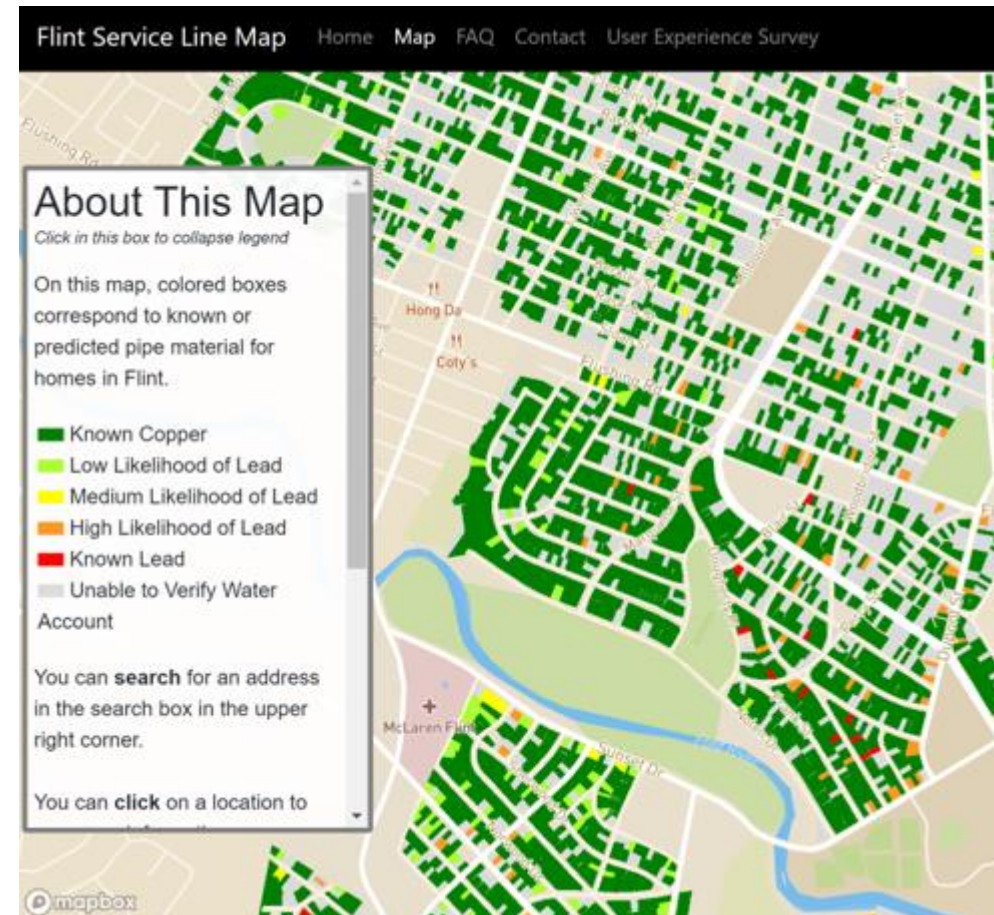 Flint Service Line Map Home Map FAQ Contact User Experience Survey
Flushing Rd
About This Map
Click in this box to collapse legend
On this map, colored boxes
correspond to known or
predicted pipe material for
homes in Flint.
Known Copper
Low Likelihood of Lead
Medium Likelihood of Lead
High Likelihood of Lead
Known Lead
Unable to Verify Water
Account
You can search for an address
in the search box in the upper
right corner.
You can click on a location to
Hong Da
Coty's
Flushing Rd
McLaren Flint
Sunset Dr
mapbox